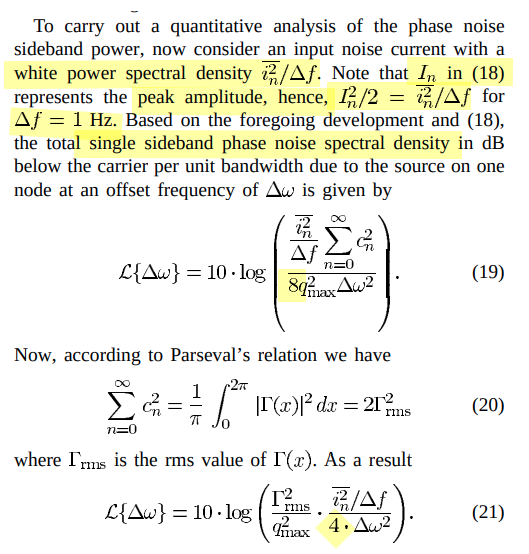 To carry out a quantitative analysis of the phase noise
sideband power, now consider an input noise current with a
white power spectral density $\overline{i_n^2}/\Delta f$. Note that $I_n$ in (18)
represents the peak amplitude, hence, $I_n^2/2 = \overline{i_n^2}/\Delta f$ for
$\Delta f = 1$ Hz. Based on the foregoing development and (18),
the total single sideband phase noise spectral density in dB
below the carrier per unit bandwidth due to the source on one
node at an offset frequency of $\Delta\omega$ is given by
$\mathcal{L}\{\Delta\omega\} = 10 \cdot \log\left(\frac{\frac{\overline{i_n^2}}{\Delta f}\sum_{n=0}^{\infty} c_n^2}{8q_{\max}^2 \Delta\omega^2}\right).$ (19)
Now, according to Parseval's relation we have
$\sum_{n=0}^{\infty} c_n^2 = \frac{1}{\pi}\int_0^{2\pi} |\Gamma(x)|^2\,dx = 2\Gamma_{\mathrm{rms}}^2$ (20)
where $\Gamma_{\mathrm{rms}}$ is the rms value of $\Gamma(x)$. As a result
$\mathcal{L}\{\Delta\omega\} = 10 \cdot \log\left(\frac{\Gamma_{\mathrm{rms}}^2}{q_{\max}^2} \cdot \frac{\overline{i_n^2}/\Delta f}{4 \cdot \Delta\omega^2}\right).$ (21)